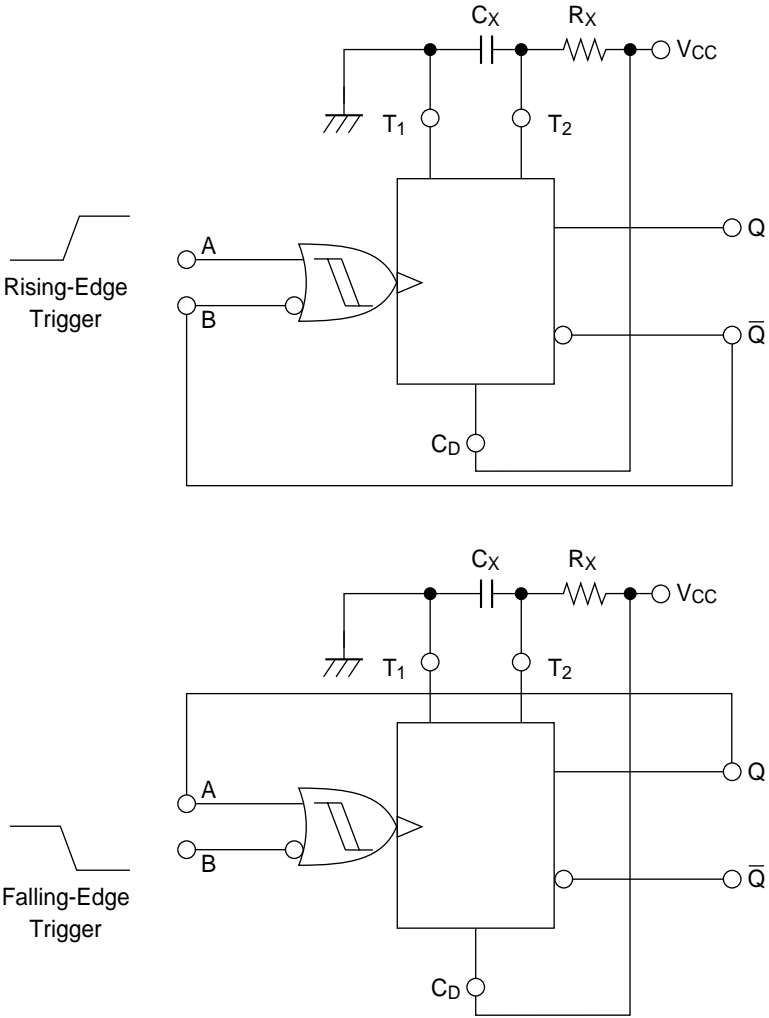 Cx Rx
Vcc
T1 T2
Q
A
Rising-Edge
Trigger
B
Q̅
CD
Cx Rx
Vcc
T1 T2
Q
A
B
Q̅
Falling-Edge
Trigger
CD